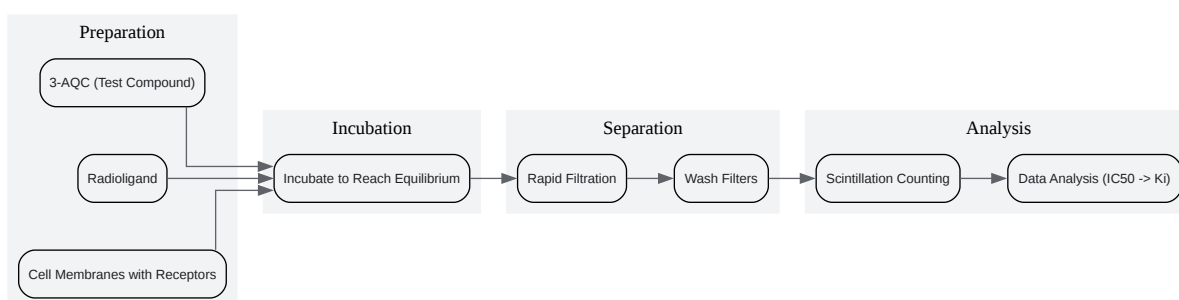 Preparation
3-AQC (Test Compound)
Radioligand
Cell Membranes with Receptors
Incubation
Incubate to Reach Equilibrium
Separation
Rapid Filtration
Wash Filters
Analysis
Scintillation Counting
Data Analysis (IC50 -> Ki)